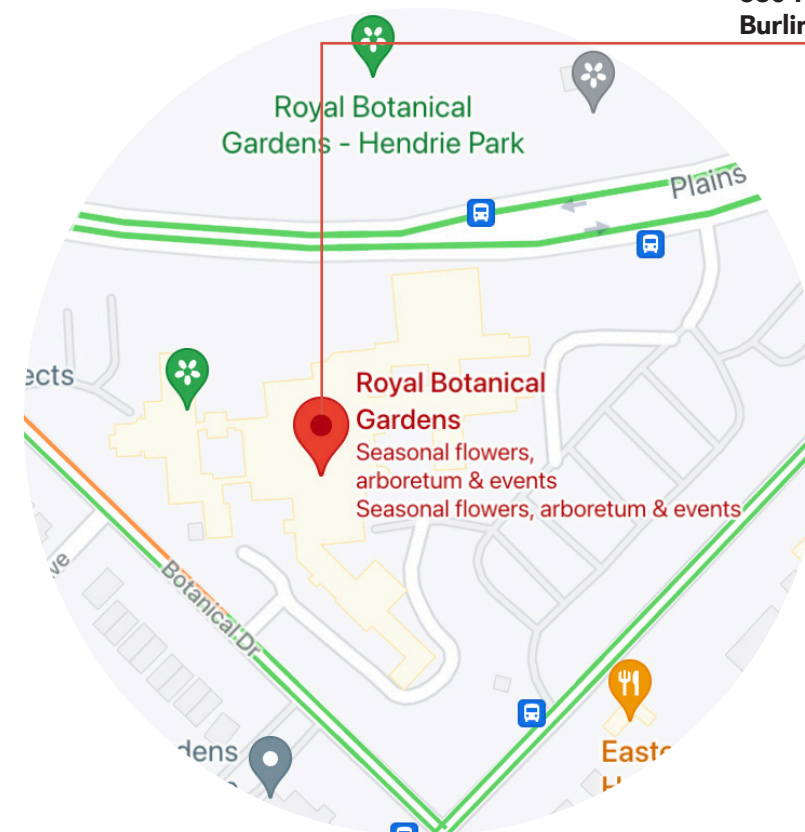 Burlin
Royal Botanical
Gardens - Hendrie Park
Plains
ects
Royal Botanical
Gardens
Seasonal flowers,
arboretum & events
Seasonal flowers, arboretum & events
Botanical Dr
ve
dens
Easte